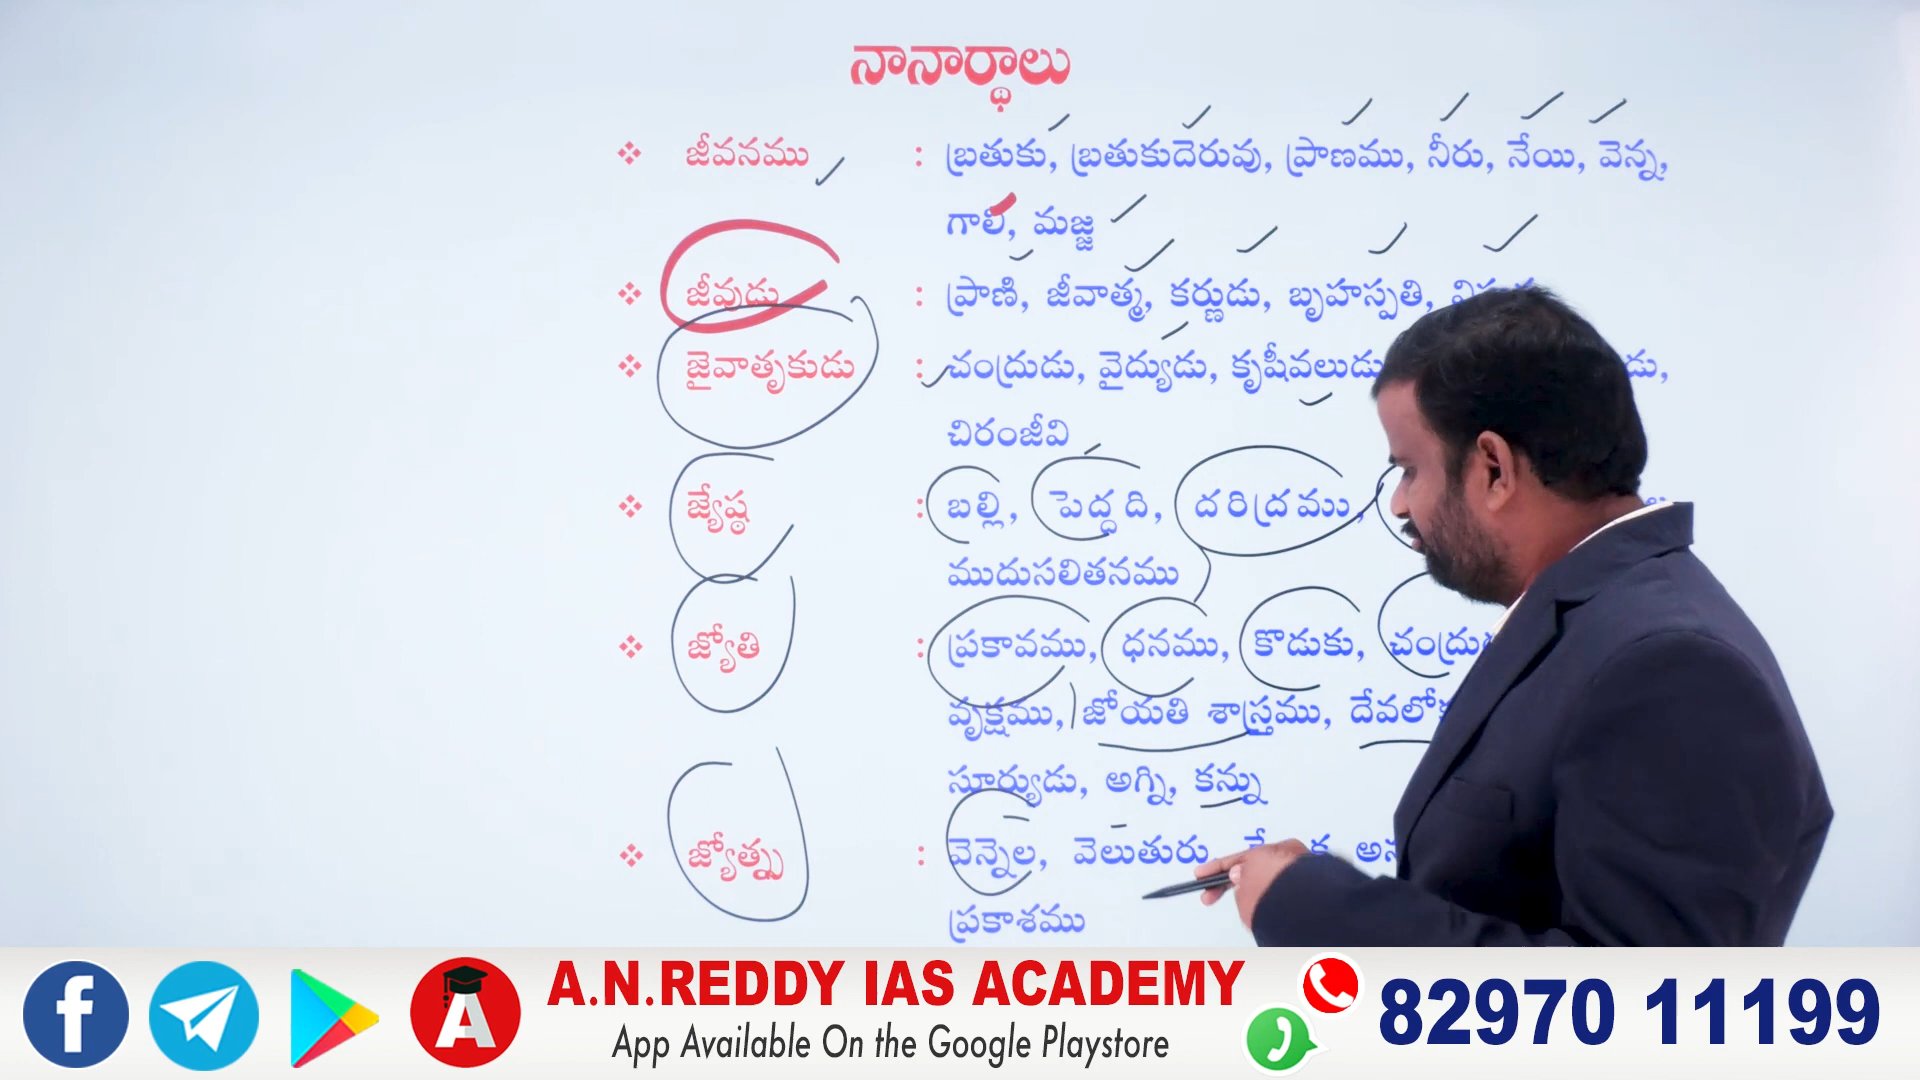 నానార్థాలు
❖ జీవనము : బ్రతుకు, బ్రతుకుదెరువు, ప్రాణము, నీరు, నేయి, వెన్న,
గాలి, మజ్జ
❖ జీవుడు : ప్రాణి, జీవాత్మ, కర్ణుడు, బృహస్పతి,
❖ జైవాతృకుడు : చంద్రుడు, వైద్యుడు, కృషీవలుడు
చిరంజీవి
❖ జ్యేష్ఠ : బల్లి, పెద్దది, దరిద్రము,
ముదుసలితనము
❖ జ్యోతి : ప్రకావము, ధనము, కొడుకు,
వృక్షము, జోయతి శాస్త్రము,
సూర్యుడు, అగ్ని, కన్ను
❖ జ్యోత్స్న : వెన్నెల, వెలుతురు,
ప్రకాశము
A.N.REDDY IAS ACADEMY
App Available On the Google Playstore
82970 11199